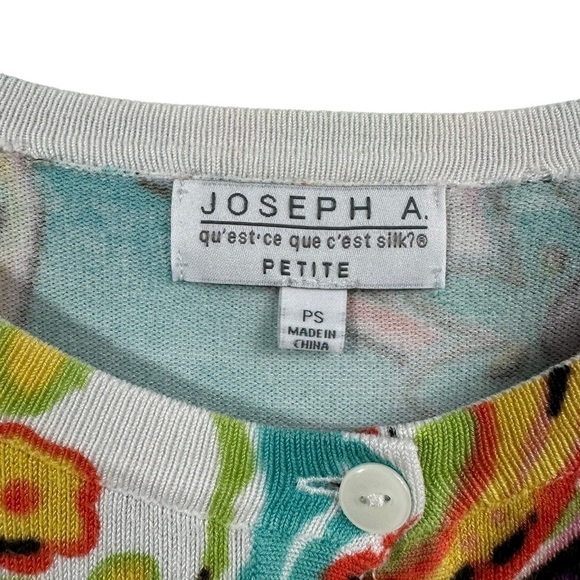 JOSEPH A.
qu'est·ce que c'est silk?®
PETITE
PS
MADE IN
CHINA